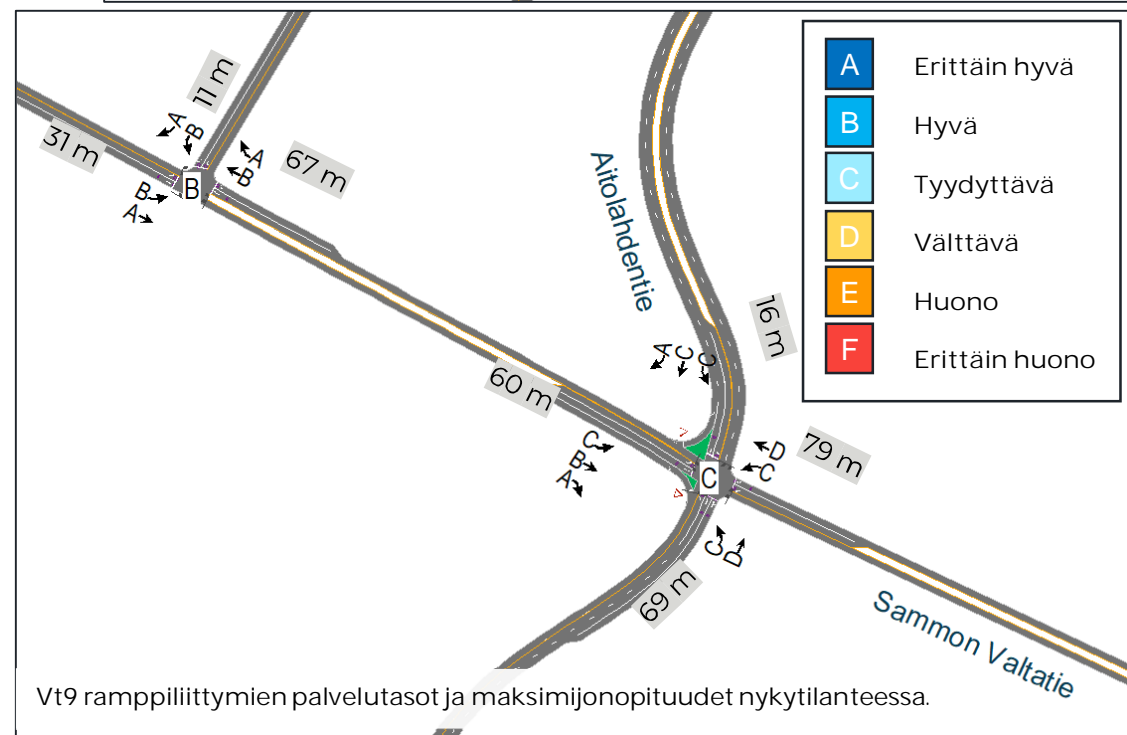 A Erittäin hyvä
B Hyvä
C Tyydyttävä
D Välttävä
E Huono
F Erittäin huono
11 m
31 m
A
B
67 m
A
B
B
B
A
Aitolahdentie
16 m
A
C
C
60 m
C
B
A
C
D
C
79 m
C
D
69 m
Sammon Valtatie
Vt9 ramppiliittymien palvelutasot ja maksimijonopituudet nykytilanteessa.